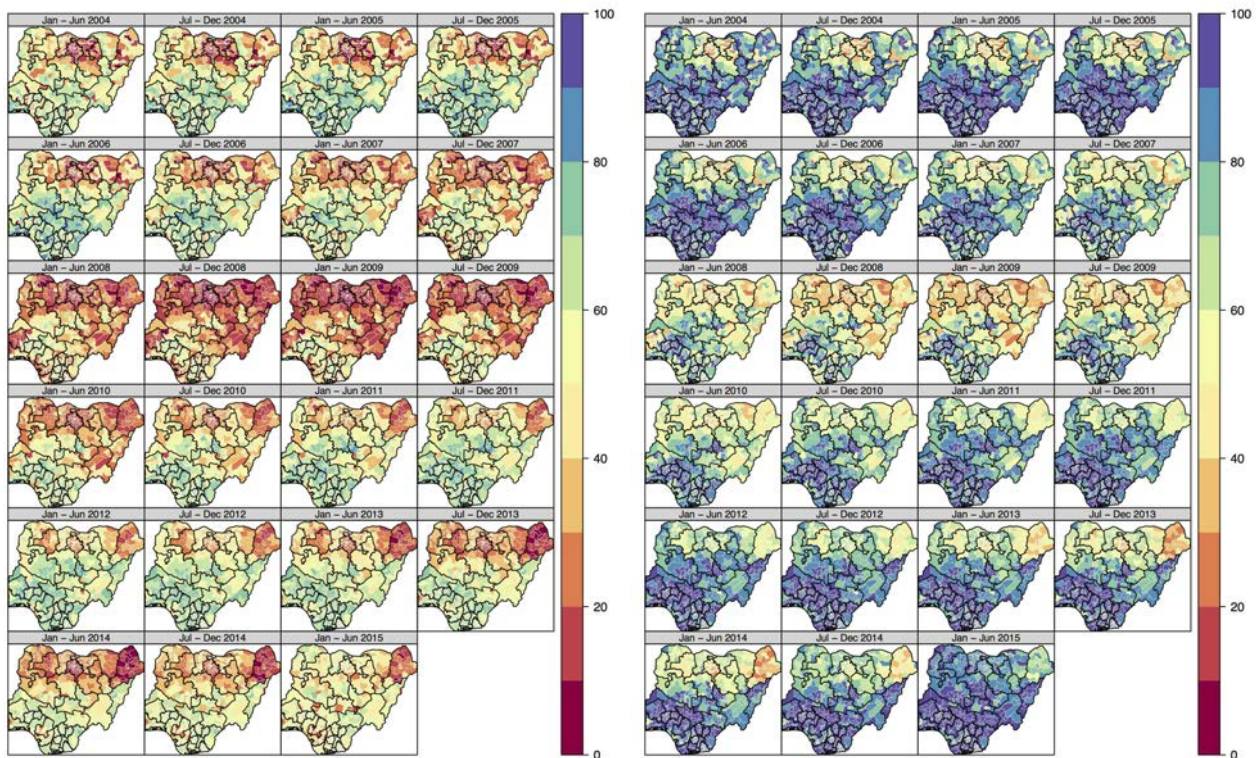 Jan – Jun 2004 Jul – Dec 2004 Jan – Jun 2005 Jul – Dec 2005
Jan – Jun 2006 Jul – Dec 2006 Jan – Jun 2007 Jul – Dec 2007
Jan – Jun 2008 Jul – Dec 2008 Jan – Jun 2009 Jul – Dec 2009
Jan – Jun 2010 Jul – Dec 2010 Jan – Jun 2011 Jul – Dec 2011
Jan – Jun 2012 Jul – Dec 2012 Jan – Jun 2013 Jul – Dec 2013
Jan – Jun 2014 Jul – Dec 2014 Jan – Jun 2015
100
80
60
40
20
0
Jan – Jun 2004 Jul – Dec 2004 Jan – Jun 2005 Jul – Dec 2005
Jan – Jun 2006 Jul – Dec 2006 Jan – Jun 2007 Jul – Dec 2007
Jan – Jun 2008 Jul – Dec 2008 Jan – Jun 2009 Jul – Dec 2009
Jan – Jun 2010 Jul – Dec 2010 Jan – Jun 2011 Jul – Dec 2011
Jan – Jun 2012 Jul – Dec 2012 Jan – Jun 2013 Jul – Dec 2013
Jan – Jun 2014 Jul – Dec 2014 Jan – Jun 2015
100
80
60
40
20
0